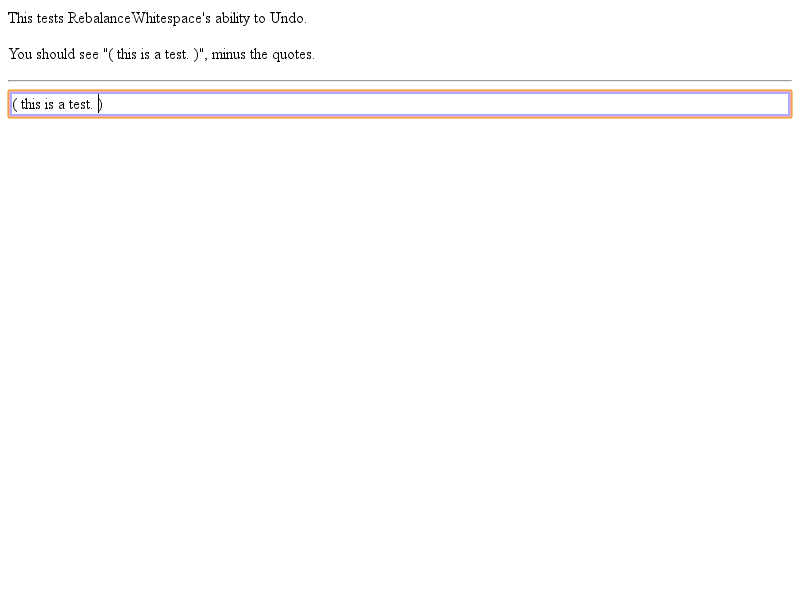 This tests RebalanceWhitespace's ability to Undo.
You should see "( this is a test. )", minus the quotes.
( this is a test. )